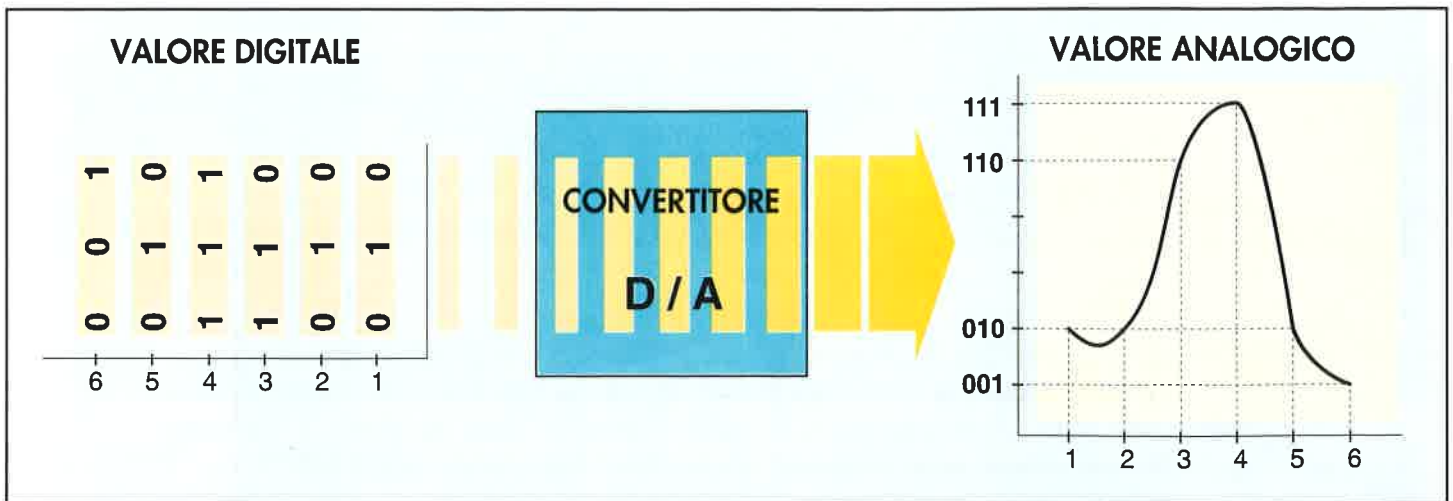 VALORE DIGITALE
1 0 1 0 0 0
0 1 1 1 1 1
0 0 1 1 0 0
6 5 4 3 2 1
CONVERTITORE
D / A
VALORE ANALOGICO
111
110
010
001
1 2 3 4 5 6